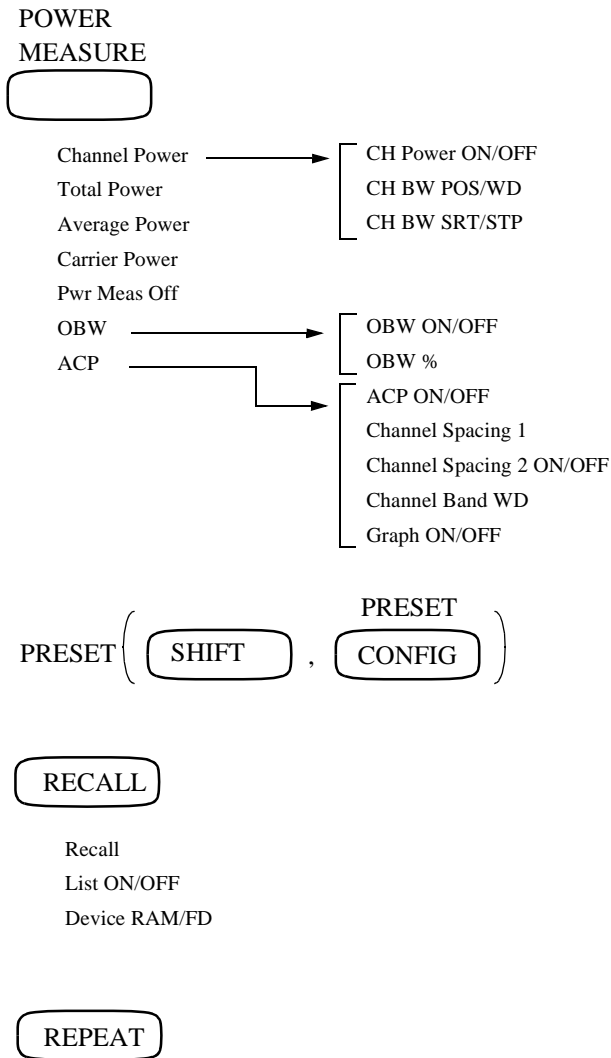 POWER
MEASURE
Channel Power
CH Power ON/OFF
Total Power
CH BW POS/WD
Average Power
CH BW SRT/STP
Carrier Power
Pwr Meas Off
OBW
OBW ON/OFF
OBW %
ACP
ACP ON/OFF
Channel Spacing 1
Channel Spacing 2 ON/OFF
Channel Band WD
Graph ON/OFF
PRESET
PRESET ( SHIFT , CONFIG )
RECALL
Recall
List ON/OFF
Device RAM/FD
REPEAT